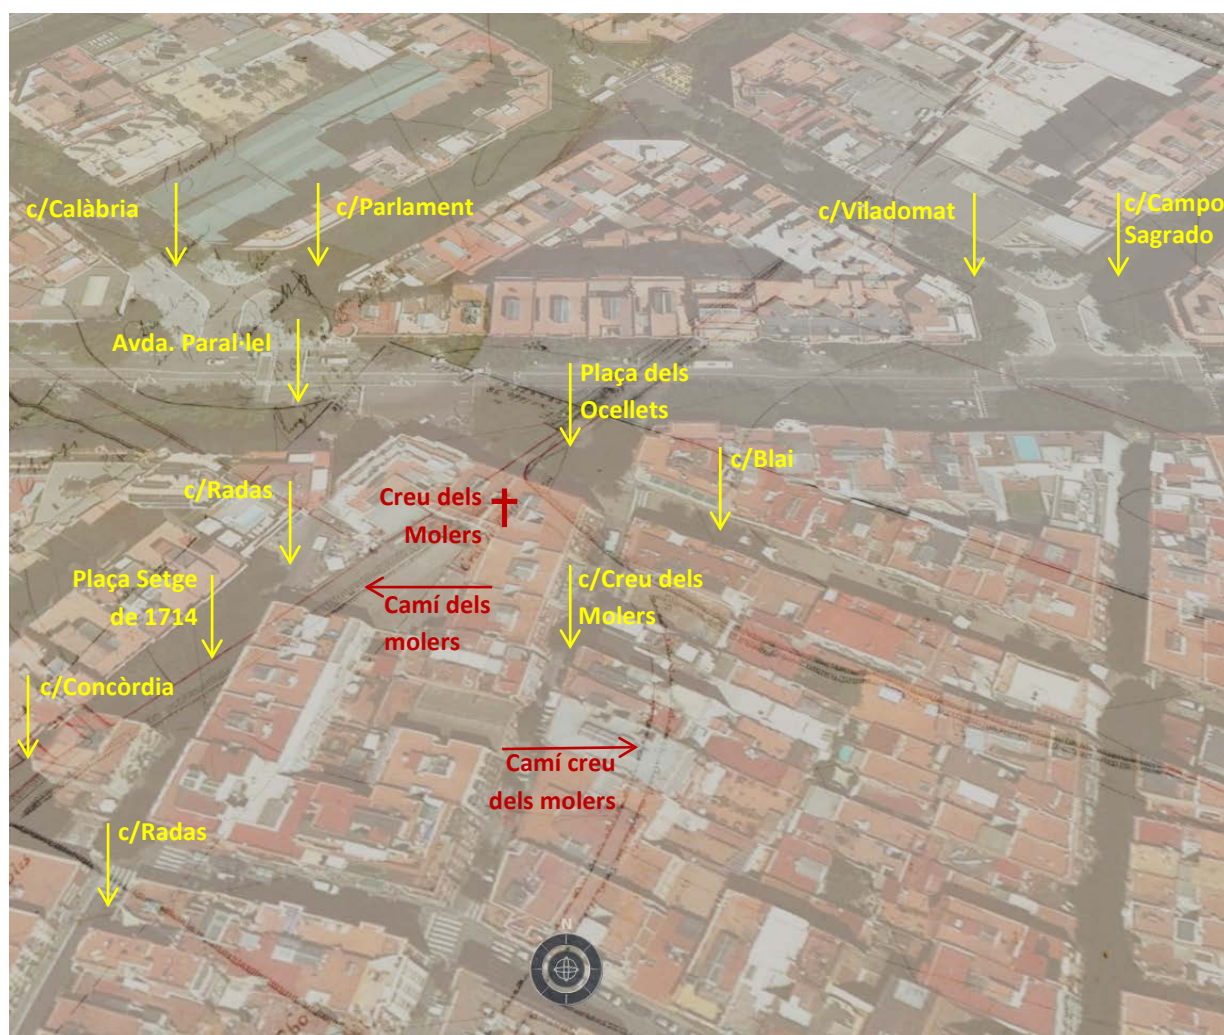 c/Calàbria
c/Parlament
c/Viladomat
c/Campo
Sagrado
Avda. Paral·lel
Plaça dels
Ocellets
c/Blai
c/Radas
Creu dels
Molers
Plaça Setge
de 1714
Camí dels
molers
c/Creu dels
Molers
c/Concòrdia
Camí creu
dels molers
c/Radas
N